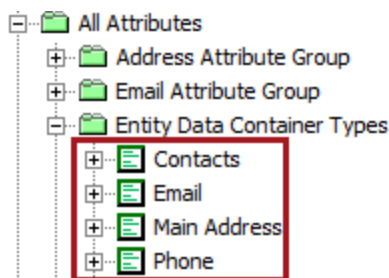 All Attributes
Address Attribute Group
Email Attribute Group
Entity Data Container Types
Contacts
Email
Main Address
Phone